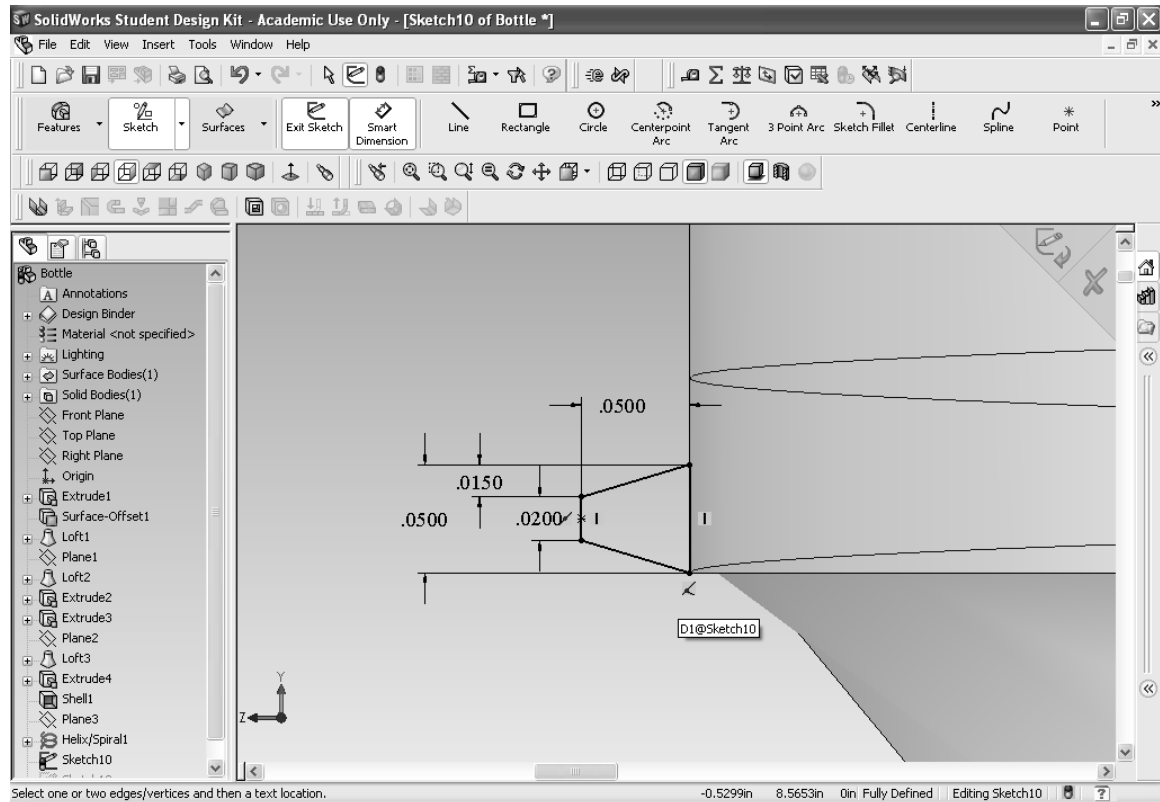 SolidWorks Student Design Kit - Academic Use Only - [Sketch10 of Bottle *]
File Edit View Insert Tools Window Help
Features Sketch Surfaces Exit Sketch Smart Dimension Line Rectangle Circle Centerpoint Arc Tangent Arc 3 Point Arc Sketch Fillet Centerline Spline Point
Bottle
Annotations
Design Binder
Material <not specified>
Lighting
Surface Bodies(1)
Solid Bodies(1)
Front Plane
Top Plane
Right Plane
Origin
Extrude1
Surface-Offset1
Loft1
Plane1
Loft2
Extrude2
Extrude3
Plane2
Loft3
Extrude4
Shell1
Plane3
Helix/Spiral1
Sketch10
.0500
.0150
.0500
.0200
D1@Sketch10
Y
Z
Select one or two edges/vertices and then a text location. -0.5299in 8.5653in 0in Fully Defined Editing Sketch10